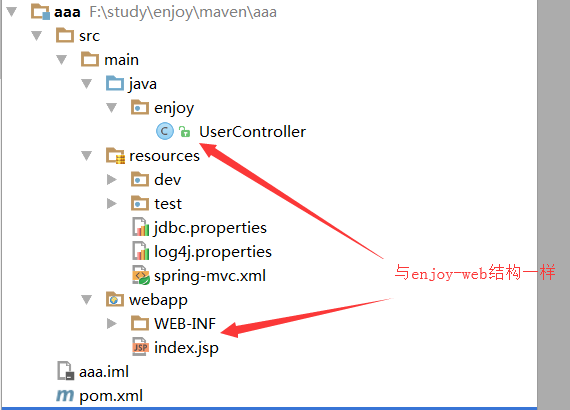 aaa F:\study\enjoy\maven\aaa
src
main
java
enjoy
C UserController
resources
dev
test
jdbc.properties
log4j.properties
spring-mvc.xml
与enjoy-web结构一样
webapp
WEB-INF
JSP index.jsp
aaa.iml
m pom.xml